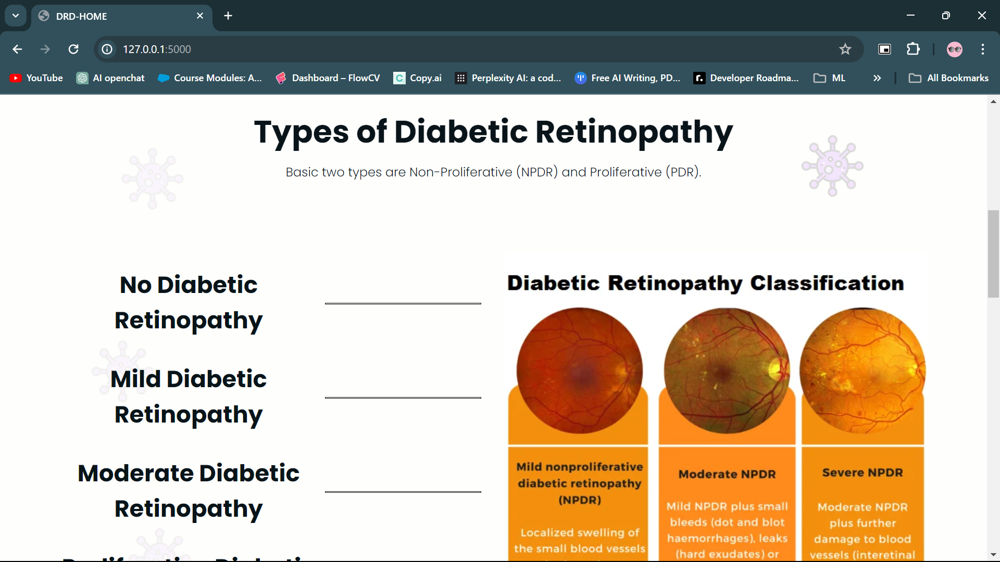 DRD-HOME
127.0.0.1:5000
YouTube
AI openchat
Course Modules: A...
Dashboard – FlowCV
Copy.ai
Perplexity AI: a cod...
Free AI Writing, PD...
Developer Roadma...
ML
All Bookmarks
Types of Diabetic Retinopathy
Basic two types are Non-Proliferative (NPDR) and Proliferative (PDR).
No Diabetic
Retinopathy
Mild Diabetic
Retinopathy
Moderate Diabetic
Retinopathy
Diabetic Retinopathy Classification
Mild nonproliferative
diabetic retinopathy
(NPDR)
Localized swelling of
the small blood vessels
Moderate NPDR
Mild NPDR plus small
bleeds (dot and blot
haemorrhages), leaks
(hard exudates) or
Severe NPDR
Moderate NPDR
plus further
damage to blood
vessels (interetinal